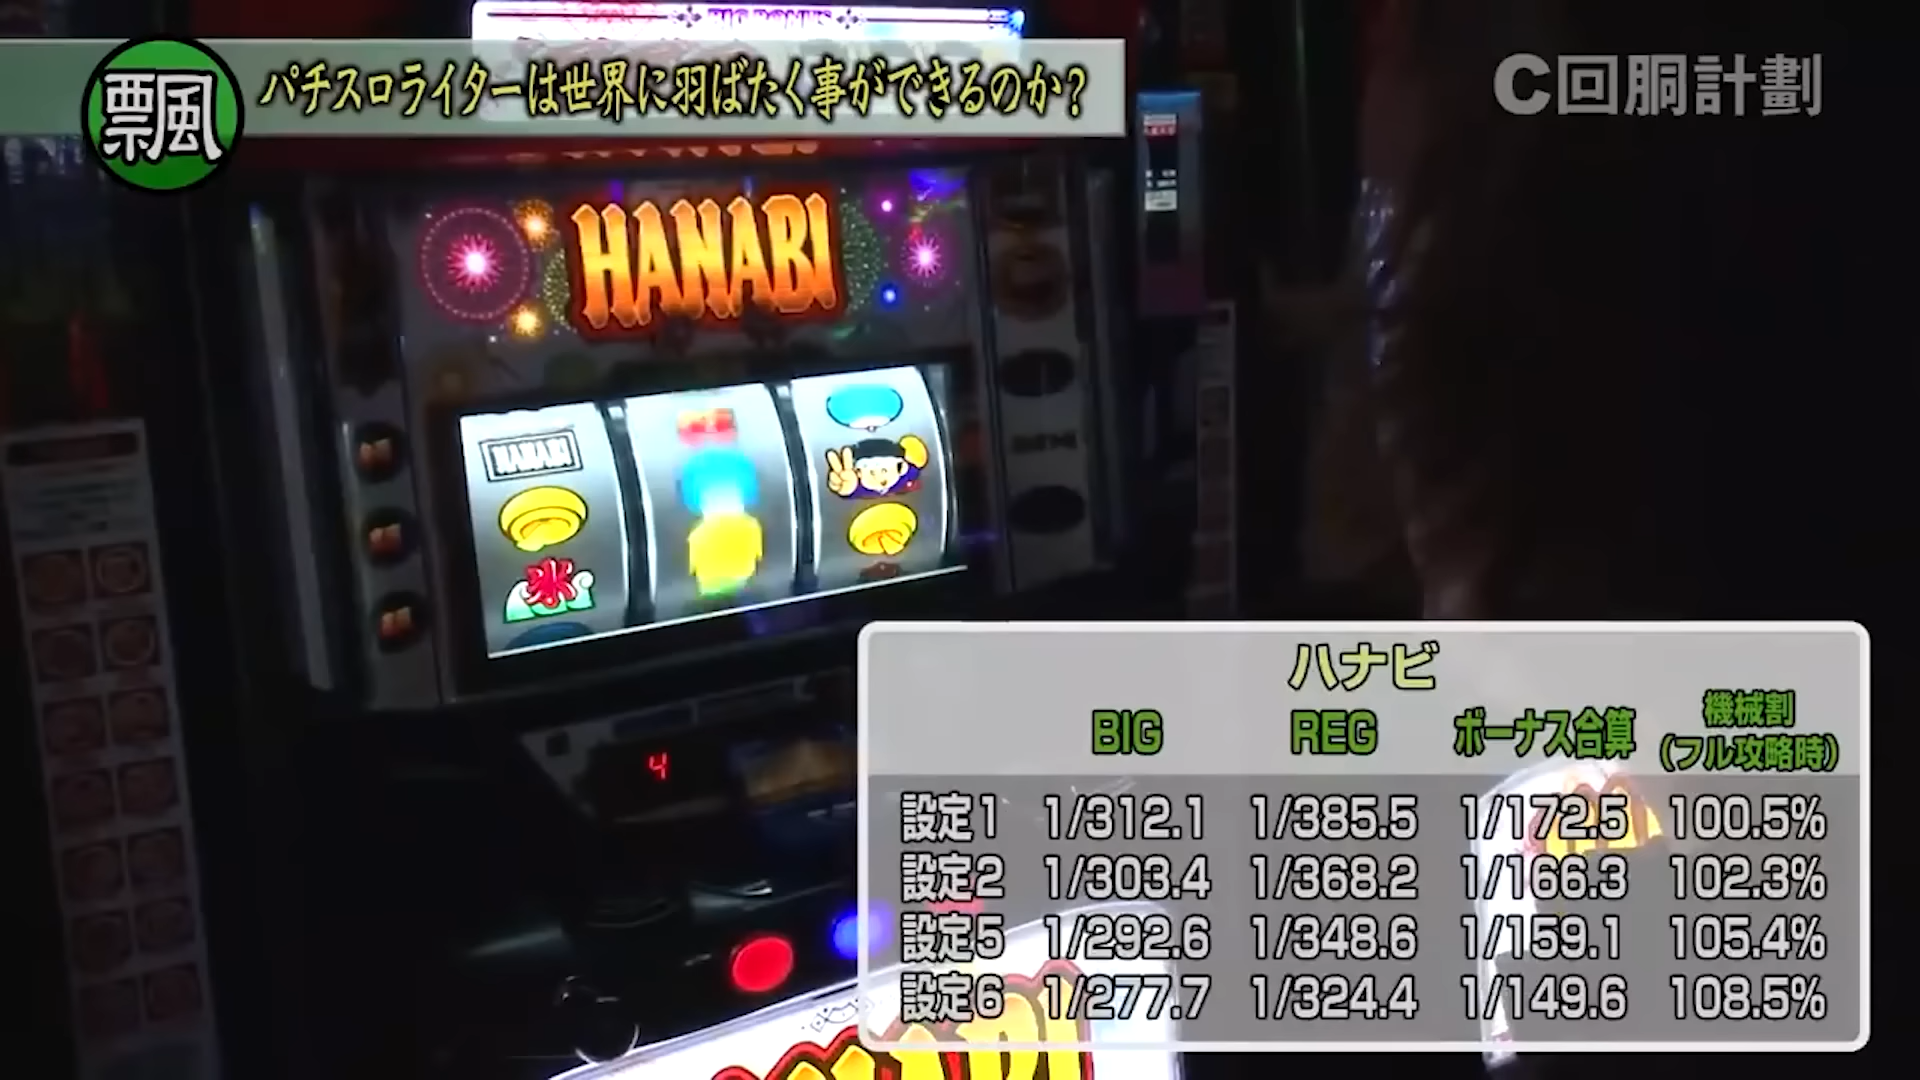 BIG BONUS
飄
パチスロライターは世界に羽ばたく事ができるのか?
C回胴計劃
HANABI
HANABI
氷
4
ハナビ
BIG REG ボーナス合算 機械割
(フル攻略時)
設定1 1/312.1 1/385.5 1/172.5 100.5%
設定2 1/303.4 1/368.2 1/166.3 102.3%
設定5 1/292.6 1/348.6 1/159.1 105.4%
設定6 1/277.7 1/324.4 1/149.6 108.5%